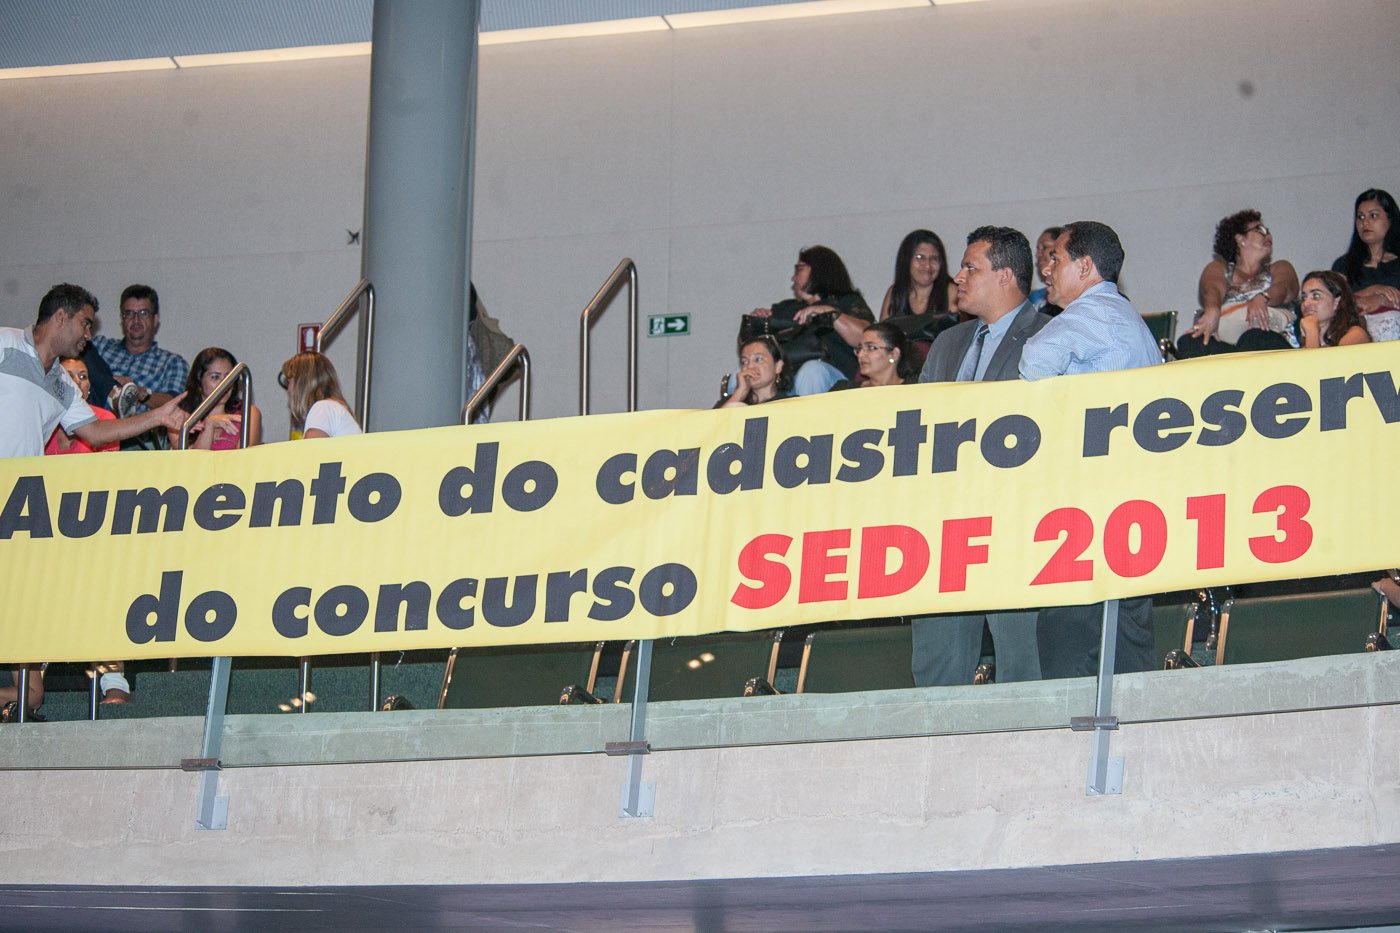 Aumento do cadastro reserv
do concurso SEDF 2013